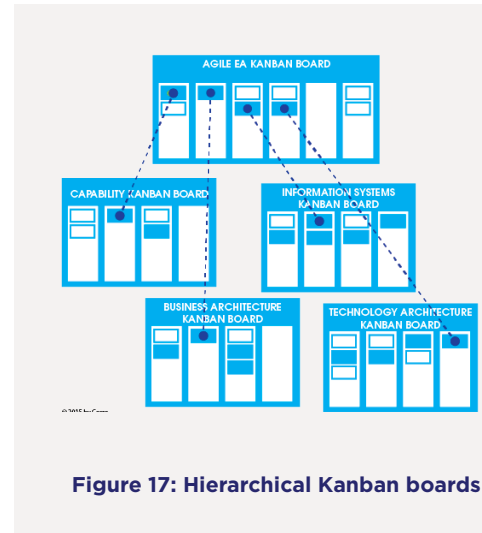 AGILE EA KANBAN BOARD
CAPABILITY KANBAN BOARD
INFORMATION SYSTEMS
KANBAN BOARD
BUSINESS ARCHITECTURE
KANBAN BOARD
TECHNOLOGY ARCHITECTURE
KANBAN BOARD
Figure 17: Hierarchical Kanban boards